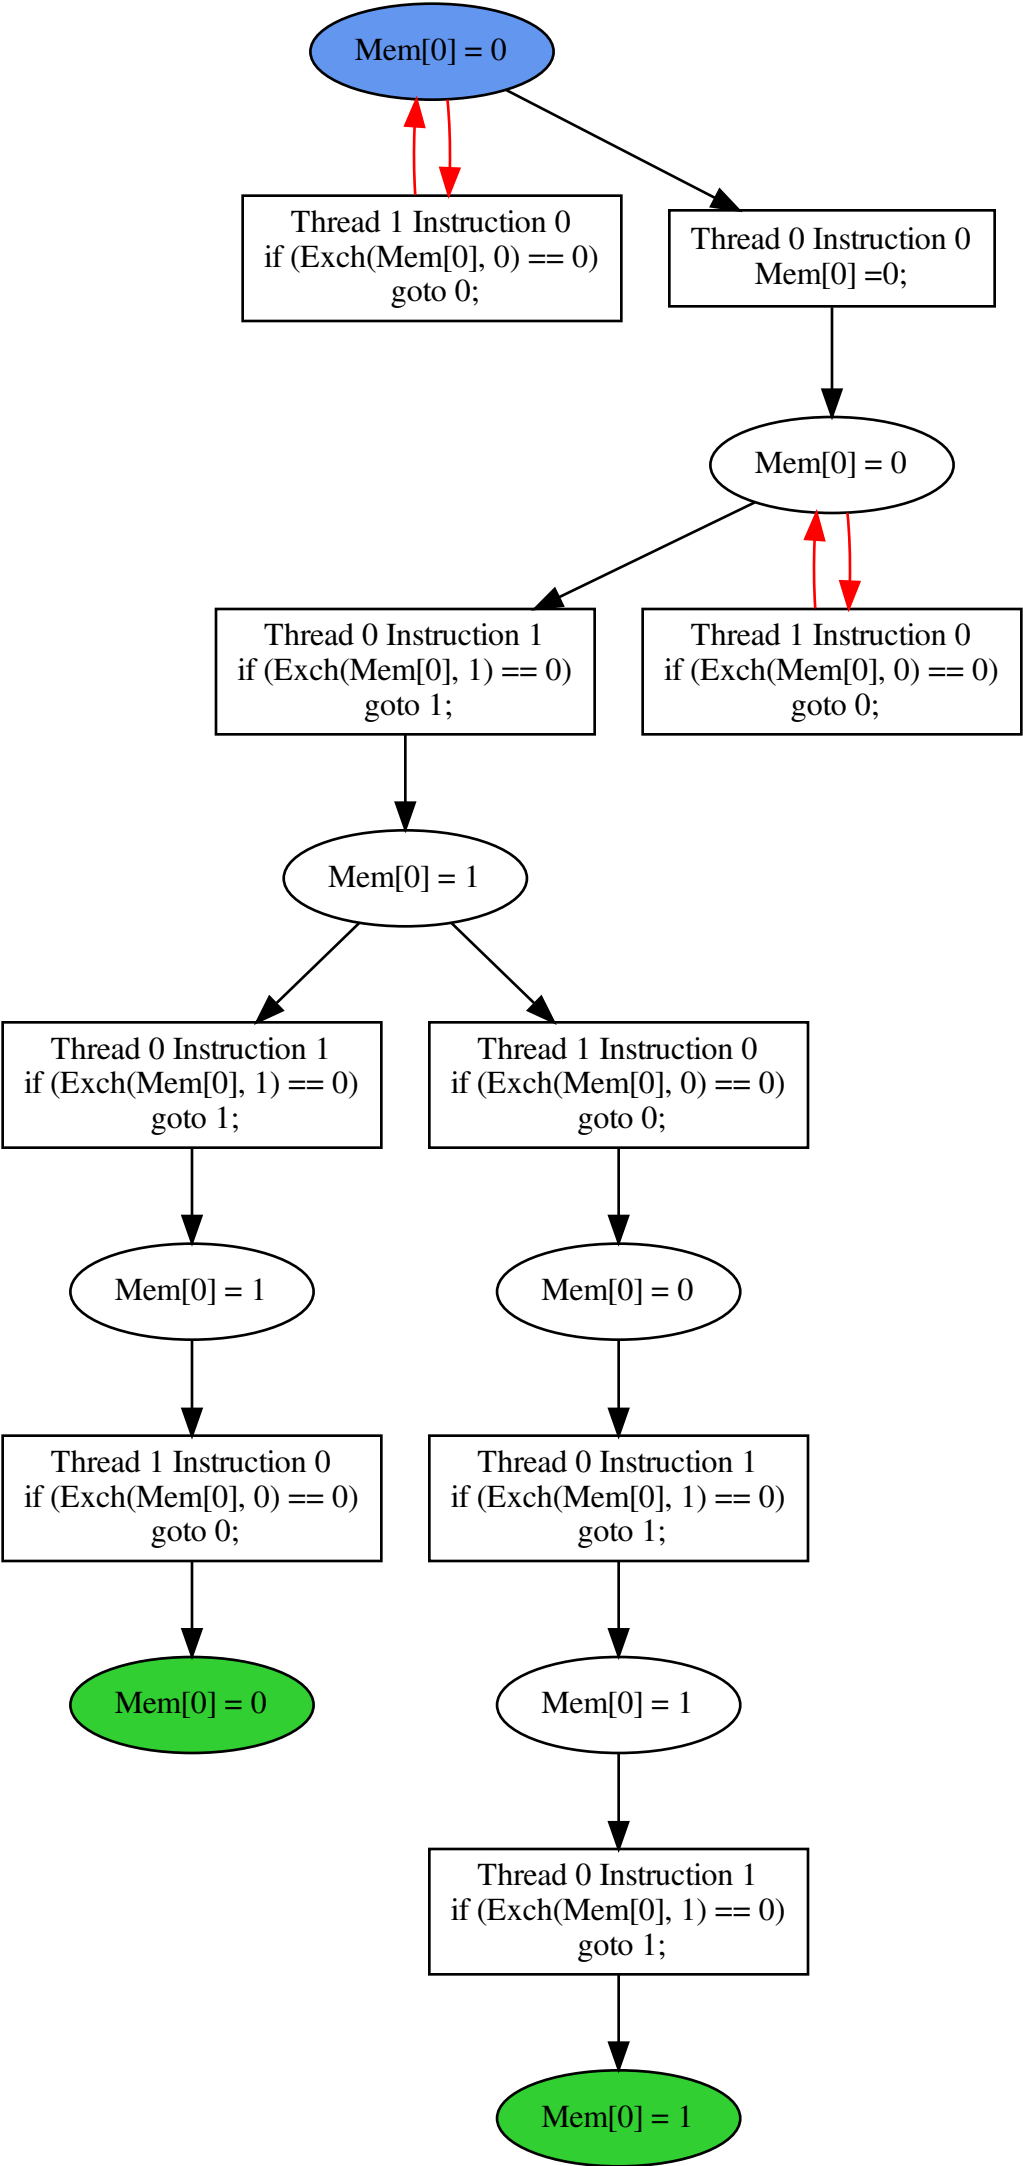 Mem[0] = 0
Thread 1 Instruction 0
if (Exch(Mem[0], 0) == 0)
goto 0;
Thread 0 Instruction 0
Mem[0] =0;
Mem[0] = 0
Thread 0 Instruction 1
if (Exch(Mem[0], 1) == 0)
goto 1;
Thread 1 Instruction 0
if (Exch(Mem[0], 0) == 0)
goto 0;
Mem[0] = 1
Thread 0 Instruction 1
if (Exch(Mem[0], 1) == 0)
goto 1;
Thread 1 Instruction 0
if (Exch(Mem[0], 0) == 0)
goto 0;
Mem[0] = 1
Mem[0] = 0
Thread 1 Instruction 0
if (Exch(Mem[0], 0) == 0)
goto 0;
Thread 0 Instruction 1
if (Exch(Mem[0], 1) == 0)
goto 1;
Mem[0] = 0
Mem[0] = 1
Thread 0 Instruction 1
if (Exch(Mem[0], 1) == 0)
goto 1;
Mem[0] = 1